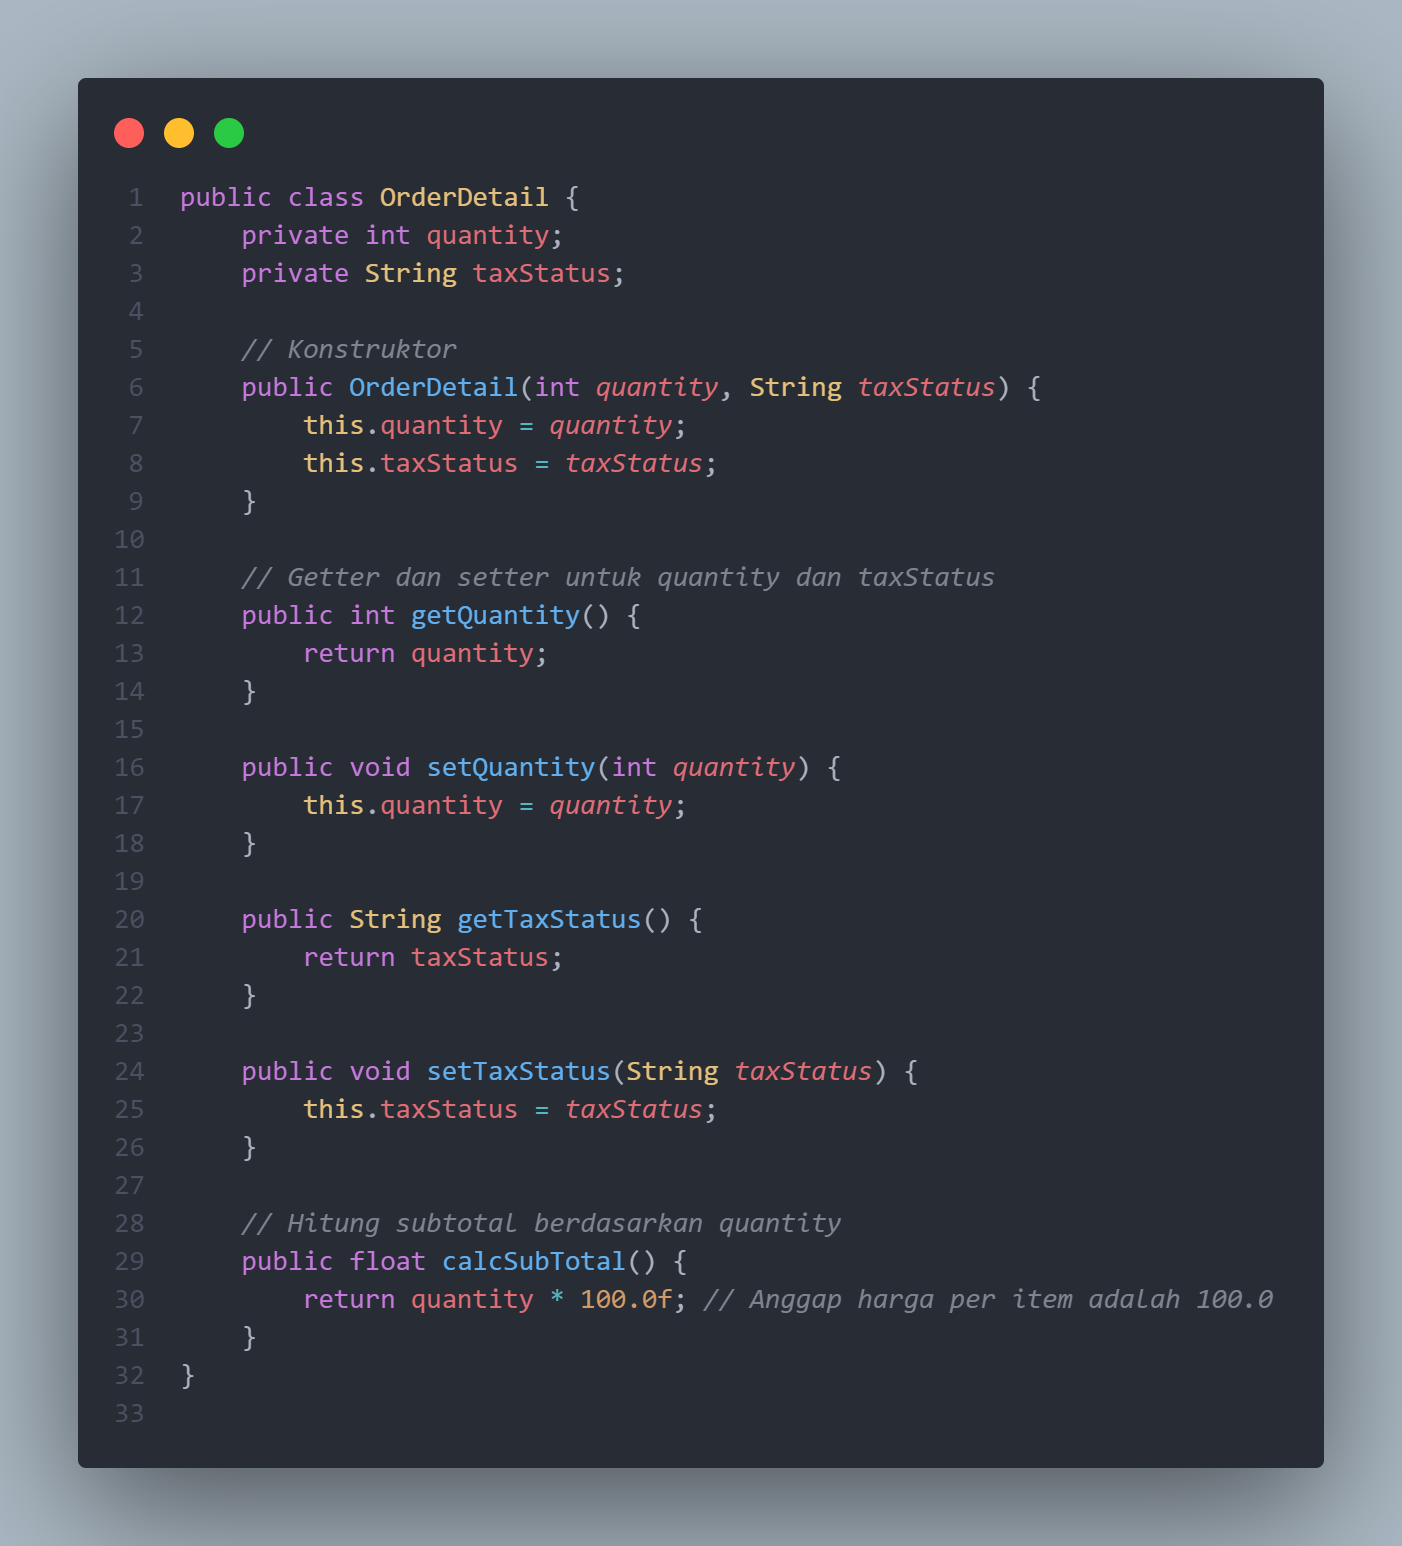 1 public class OrderDetail {
2     private int quantity;
3     private String taxStatus;
4
5     // Konstruktor
6     public OrderDetail(int quantity, String taxStatus) {
7         this.quantity = quantity;
8         this.taxStatus = taxStatus;
9     }
10
11     // Getter dan setter untuk quantity dan taxStatus
12     public int getQuantity() {
13         return quantity;
14     }
15
16     public void setQuantity(int quantity) {
17         this.quantity = quantity;
18     }
19
20     public String getTaxStatus() {
21         return taxStatus;
22     }
23
24     public void setTaxStatus(String taxStatus) {
25         this.taxStatus = taxStatus;
26     }
27
28     // Hitung subtotal berdasarkan quantity
29     public float calcSubTotal() {
30         return quantity * 100.0f; // Anggap harga per item adalah 100.0
31     }
32 }
33